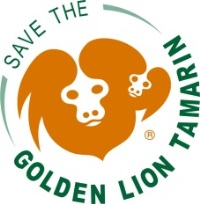 SAVE THE
GOLDEN LION TAMARIN
®